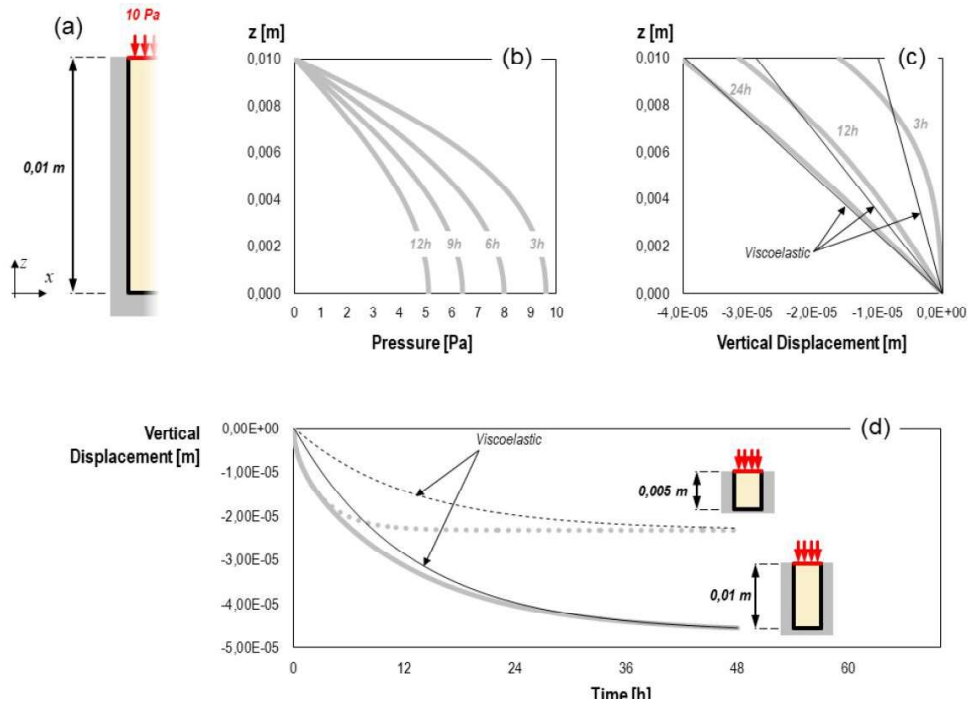 (a)
10 Pa
0,01 m
z
x
z [m]
(b)
0,010
0,008
0,006
0,004
0,002
0,000
12h
9h
6h
3h
0 1 2 3 4 5 6 7 8 9 10
Pressure [Pa]
z [m]
(c)
0,010
0,008
0,006
0,004
0,002
0,000
24h
12h
3h
Viscoelastic
-4,0E-05 -3,0E-05 -2,0E-05 -1,0E-05 0,0E+00
Vertical Displacement [m]
Vertical
Displacement [m]
(d)
0,00E+00
-1,00E-05
-2,00E-05
-3,00E-05
-4,00E-05
-5,00E-05
Viscoelastic
0,005 m
0,01 m
0 12 24 36 48 60
Time [h]